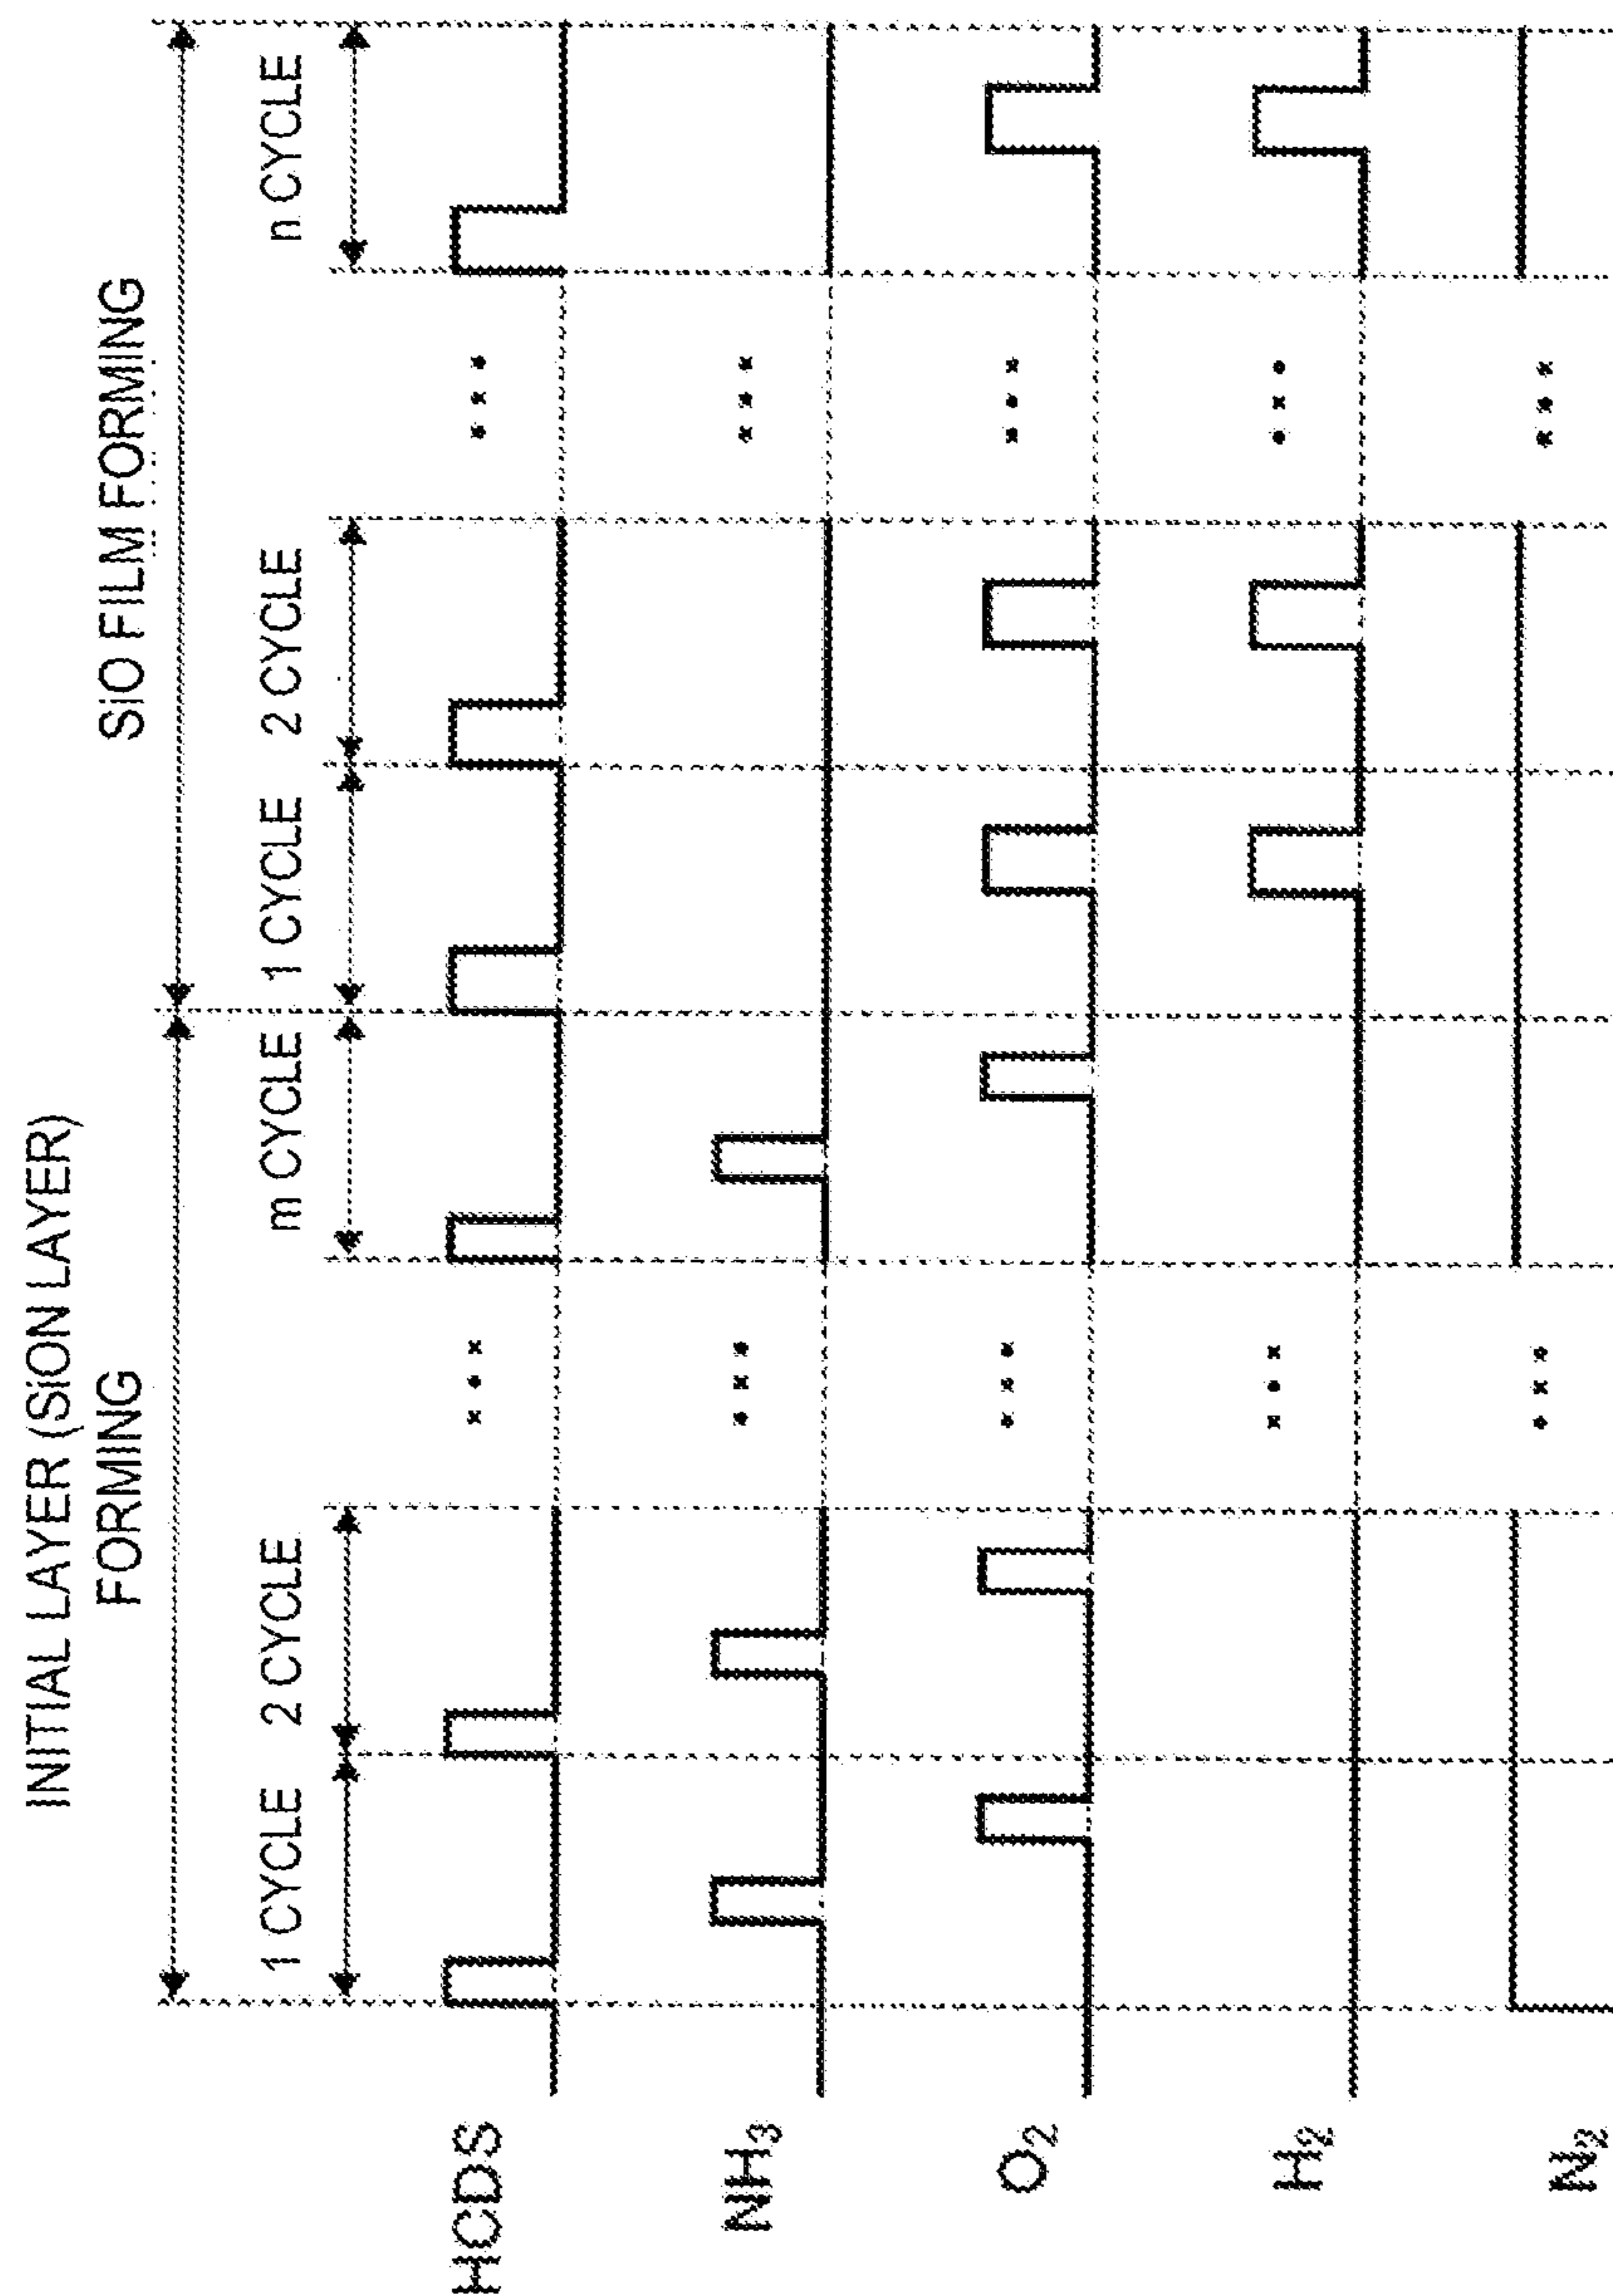 INITIAL LAYER (SiON LAYER)
FORMING
SiO FILM FORMING
1 CYCLE
2 CYCLE
m CYCLE
1 CYCLE
2 CYCLE
n CYCLE
HCDS
NH₃
O₂
H₂
N₂